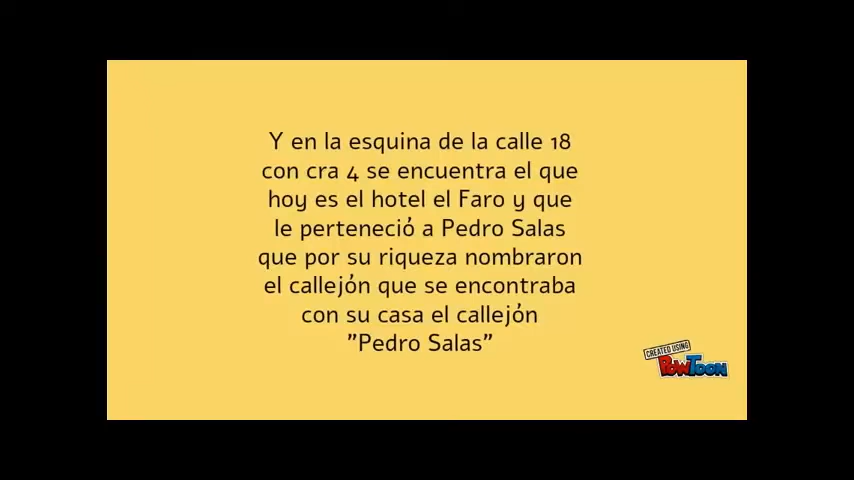 Y en la esquina de la calle 18
con cra 4 se encuentra el que
hoy es el hotel el Faro y que
le perteneció a Pedro Salas
que por su riqueza nombraron
el callejón que se encontraba
con su casa el callejón
"Pedro Salas"
CREATED USING
POWTOON